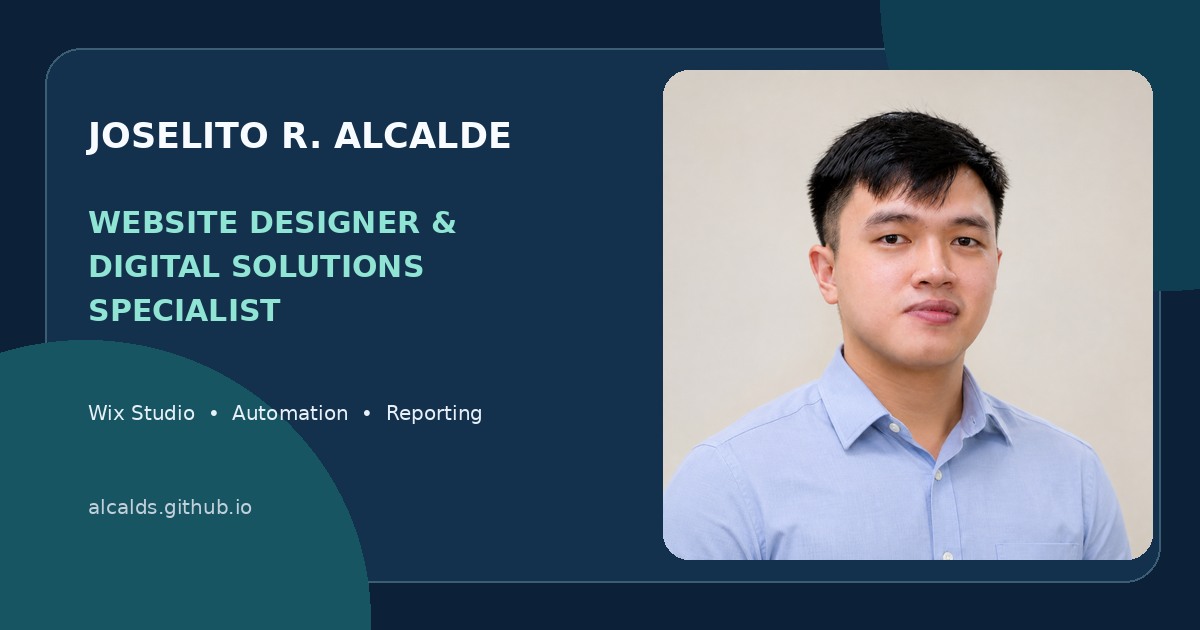 JOSELITO R. ALCALDE
WEBSITE DESIGNER &
DIGITAL SOLUTIONS
SPECIALIST
Wix Studio • Automation • Reporting
alcalds.github.io